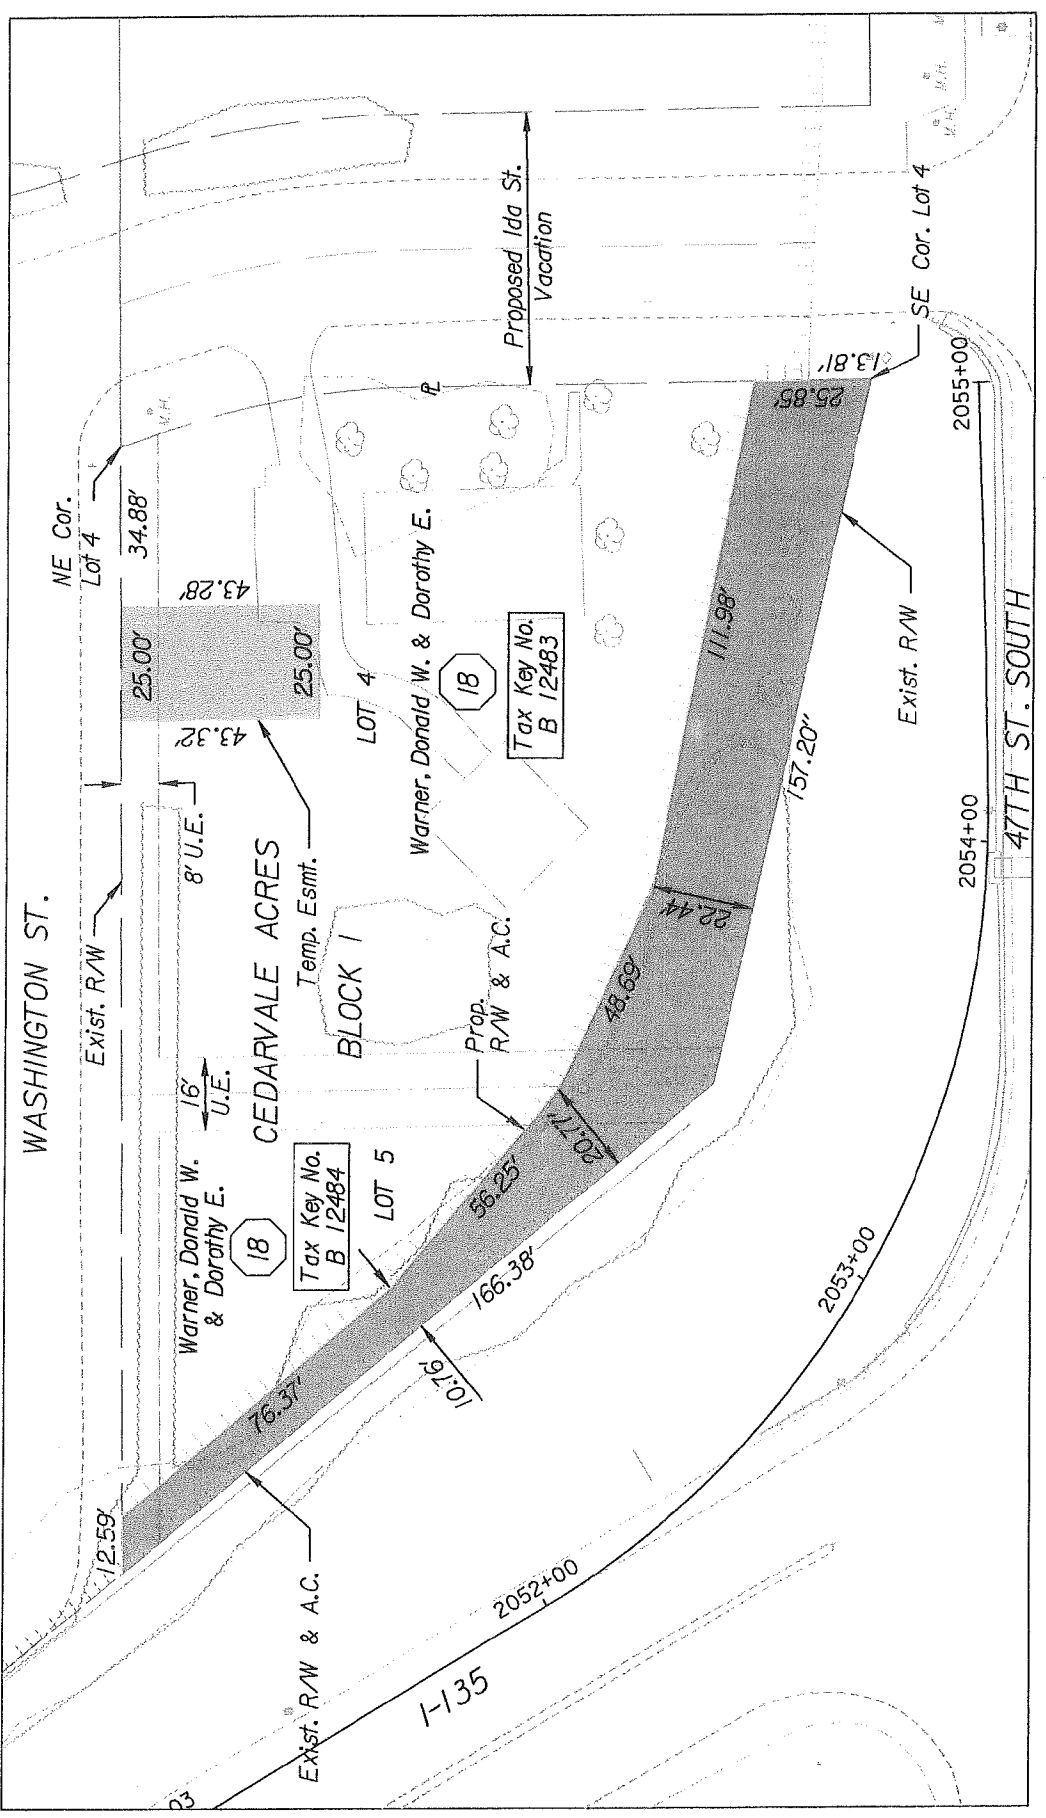 WASHINGTON ST.
Exist. R/W
NE Cor.
Lot 4
34.88'
M.H.
25.00'
43.28'
43.32'
25.00'
8' U.E.
Temp. Esmt.
16'
U.E.
CEDARVALE ACRES
BLOCK 1
LOT 4
Warner, Donald W. & Dorothy E.
18
Tax Key No.
B 12483
Proposed Ida St.
Vacation
PL
M.H.
M.H.
M.H.
SE Cor. Lot 4
13.81'
25.85'
111.98'
Exist. R/W
157.20"
22.44'
48.69'
20.77'
Prop.
R/W & A.C.
56.25'
166.38'
10.76'
76.37'
12.59'
Warner, Donald W.
& Dorothy E.
18
Tax Key No.
B 12484
LOT 5
Exist. R/W & A.C.
I-135
03
2052+00
2053+00
2054+00
2055+00
47TH ST. SOUTH